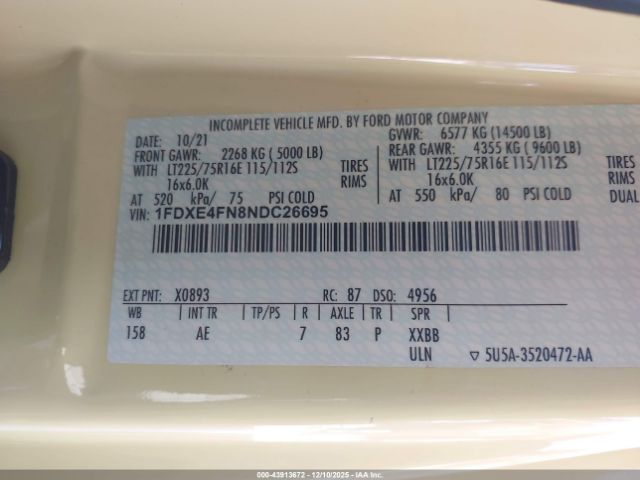 INCOMPLETE VEHICLE MFD. BY FORD MOTOR COMPANY
DATE: 10/21 GVWR: 6577 KG (14500 LB)
FRONT GAWR: 2268 KG ( 5000 LB) REAR GAWR: 4355 KG ( 9600 LB)
WITH LT225/75R16E 115/112S TIRES WITH LT225/75R16E 115/112S TIRES
16x6.0K RIMS 16x6.0K RIMS
AT 520 kPa/ 75 PSI COLD AT 550 kPa/ 80 PSI COLD DUAL
VIN: 1FDXE4FN8NDC26695
EXT PNT: X0893 RC: 87 DSO: 4956
WB INT TR TP/PS R AXLE TR SPR
158 AE 7 83 P XXBB
ULN ▽ 5U5A-3520472-AA
000-43913672 • 12/10/2025 - IAAI.CA